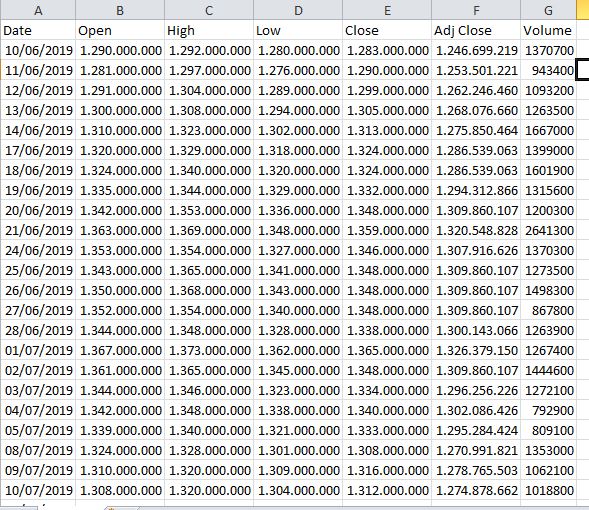 A B C D E F G
Date Open High Low Close Adj Close Volume
10/06/2019 1.290.000.000 1.292.000.000 1.280.000.000 1.283.000.000 1.246.699.219 1370700
11/06/2019 1.281.000.000 1.297.000.000 1.276.000.000 1.290.000.000 1.253.501.221 943400
12/06/2019 1.291.000.000 1.304.000.000 1.289.000.000 1.299.000.000 1.262.246.460 1093200
13/06/2019 1.300.000.000 1.308.000.000 1.294.000.000 1.305.000.000 1.268.076.660 1263500
14/06/2019 1.310.000.000 1.323.000.000 1.302.000.000 1.313.000.000 1.275.850.464 1667000
17/06/2019 1.320.000.000 1.329.000.000 1.318.000.000 1.324.000.000 1.286.539.063 1399000
18/06/2019 1.324.000.000 1.340.000.000 1.320.000.000 1.324.000.000 1.286.539.063 1601900
19/06/2019 1.335.000.000 1.344.000.000 1.329.000.000 1.332.000.000 1.294.312.866 1315600
20/06/2019 1.342.000.000 1.353.000.000 1.336.000.000 1.348.000.000 1.309.860.107 1200300
21/06/2019 1.363.000.000 1.369.000.000 1.348.000.000 1.359.000.000 1.320.548.828 2641300
24/06/2019 1.353.000.000 1.354.000.000 1.327.000.000 1.346.000.000 1.307.916.626 1370300
25/06/2019 1.343.000.000 1.365.000.000 1.341.000.000 1.348.000.000 1.309.860.107 1273500
26/06/2019 1.350.000.000 1.368.000.000 1.343.000.000 1.348.000.000 1.309.860.107 1498300
27/06/2019 1.352.000.000 1.354.000.000 1.340.000.000 1.348.000.000 1.309.860.107 867800
28/06/2019 1.344.000.000 1.348.000.000 1.328.000.000 1.338.000.000 1.300.143.066 1263900
01/07/2019 1.367.000.000 1.373.000.000 1.362.000.000 1.365.000.000 1.326.379.150 1267400
02/07/2019 1.361.000.000 1.365.000.000 1.345.000.000 1.348.000.000 1.309.860.107 1444600
03/07/2019 1.344.000.000 1.346.000.000 1.323.000.000 1.334.000.000 1.296.256.226 1272100
04/07/2019 1.342.000.000 1.348.000.000 1.338.000.000 1.340.000.000 1.302.086.426 792900
05/07/2019 1.339.000.000 1.340.000.000 1.321.000.000 1.333.000.000 1.295.284.424 809100
08/07/2019 1.324.000.000 1.328.000.000 1.301.000.000 1.308.000.000 1.270.991.821 1353000
09/07/2019 1.310.000.000 1.320.000.000 1.309.000.000 1.316.000.000 1.278.765.503 1062100
10/07/2019 1.308.000.000 1.320.000.000 1.304.000.000 1.312.000.000 1.274.878.662 1018800